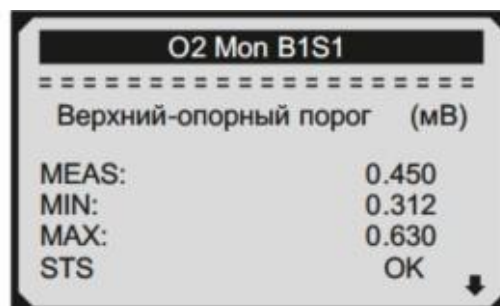 O2 Mon B1S1
= = = = = = = = = = = = = = = = = = = = = =
Верхний-опорный порог (мВ)
MEAS: 0.450
MIN: 0.312
MAX: 0.630
STS OK